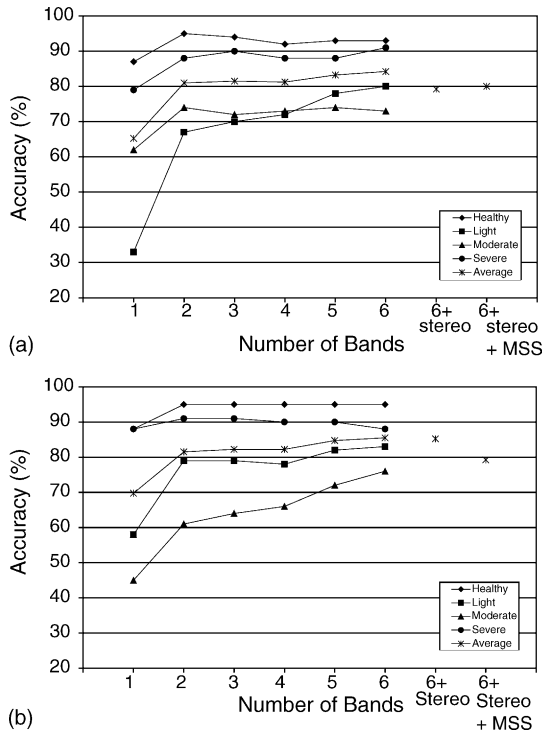 100
90
80
70
60
50
40
30
20
Accuracy (%)
Healthy
Light
Moderate
Severe
Average
1 2 3 4 5 6 6+ 6+
stereo stereo
+ MSS
Number of Bands
(a)
100
90
80
70
60
50
40
30
20
Accuracy (%)
Healthy
Light
Moderate
Severe
Average
1 2 3 4 5 6 6+ 6+
Stereo Stereo
+ MSS
Number of Bands
(b)